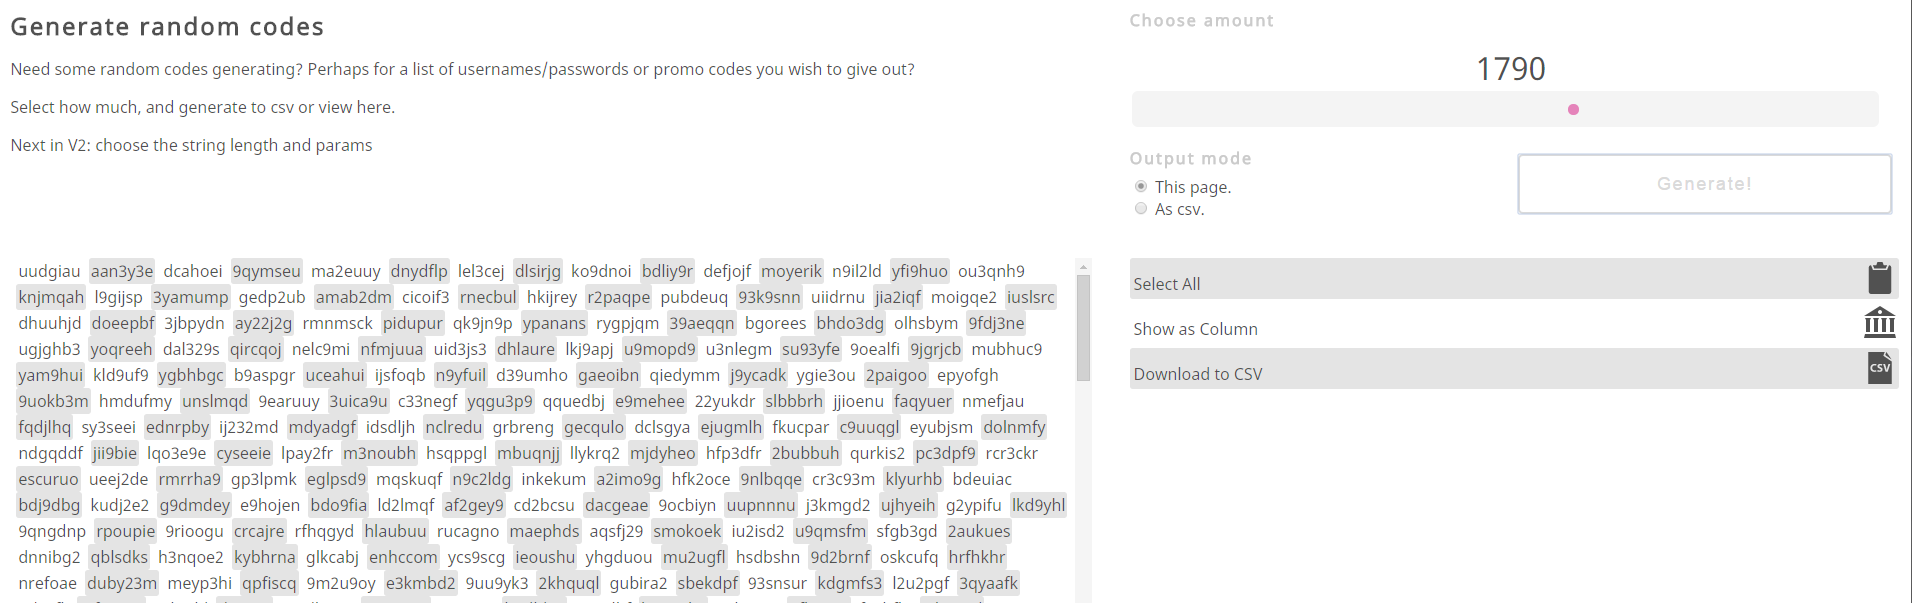 Generate random codes
Need some random codes generating? Perhaps for a list of usernames/passwords or promo codes you wish to give out?
Select how much, and generate to csv or view here.
Next in V2: choose the string length and params
uudgiau aan3y3e dcahoei 9qymseu ma2euuy dnydflp lel3cej dlsirjg ko9dnoi bdliy9r defjojf moyerik n9il2ld yfi9huo ou3qnh9
knjmqah l9gijsp 3yamump gedp2ub amab2dm cicoif3 rnecbul hkijrey r2paqpe pubdeuq 93k9snn uiidrnu jia2iqf moigqe2 iuslsrc
dhuuhjd doeepbf 3jbpydn ay22j2g rmnmsck pidupur qk9jn9p ypanans rygpjqm 39aeqqn bgorees bhdo3dg olhsbym 9fdj3ne
ugjghb3 yoqreeh dal329s qircqoj nelc9mi nfmjuua uid3js3 dhlaure lkj9apj u9mopd9 u3nlegm su93yfe 9oealfi 9jgrjcb mubhuc9
yam9hui kld9uf9 ygbhbgc b9aspgr uceahui ijsfoqb n9yfuil d39umho gaeoibn qiedymm j9ycadk ygie3ou 2paigoo epyofgh
9uokb3m hmdufmy unslmqd 9earuuy 3uica9u c33negf yqgu3p9 qquedbj e9mehee 22yukdr slbbbrh jjioenu faqyuer nmefjau
fqdjlhq sy3seei ednrpby ij232md mdyadgf idsdljh nclredu grbreng gecqulo dclsgya ejugmlh fkucpar c9uuqgl eyubjsm dolnmfy
ndgqddf jii9bie lqo3e9e cyseeie lpay2fr m3noubh hsqppgl mbuqnjj llykrq2 mjdyheo hfp3dfr 2bubbuh qurkis2 pc3dpf9 rcr3ckr
escuruo ueej2de rmrrha9 gp3lpmk eglpsd9 mqskuqf n9c2ldg inkekum a2imo9g hfk2oce 9nlbqqe cr3c93m klyurhb bdeuiac
bdj9dbg kudj2e2 g9dmdey e9hojen bdo9fia ld2lmqf af2gey9 cd2bcsu dacgeae 9ocbiyn uupnnnu j3kmgd2 ujhyeih g2ypifu lkd9yhl
9qngdnp rpoupie 9rioogu crcajre rfhqgyd hlaubuu rucagno maephds aqsfj29 smokoek iu2isd2 u9qmsfm sfgb3gd 2aukues
dnnibg2 qblsdks h3nqoe2 kybhrna glkcabj enhccom ycs9scg ieoushu yhgduou mu2ugfl hsdbshn 9d2brnf oskcufq hrfhkhr
nrefoae duby23m meyp3hi qpfiscq 9m2u9oy e3kmbd2 9uu9yk3 2khquql gubira2 sbekdpf 93snsur kdgmfs3 l2u2pgf 3qyaafk
Choose amount
1790
Output mode
This page.
As csv.
Generate!
Select All
Show as Column
Download to CSV
CSV